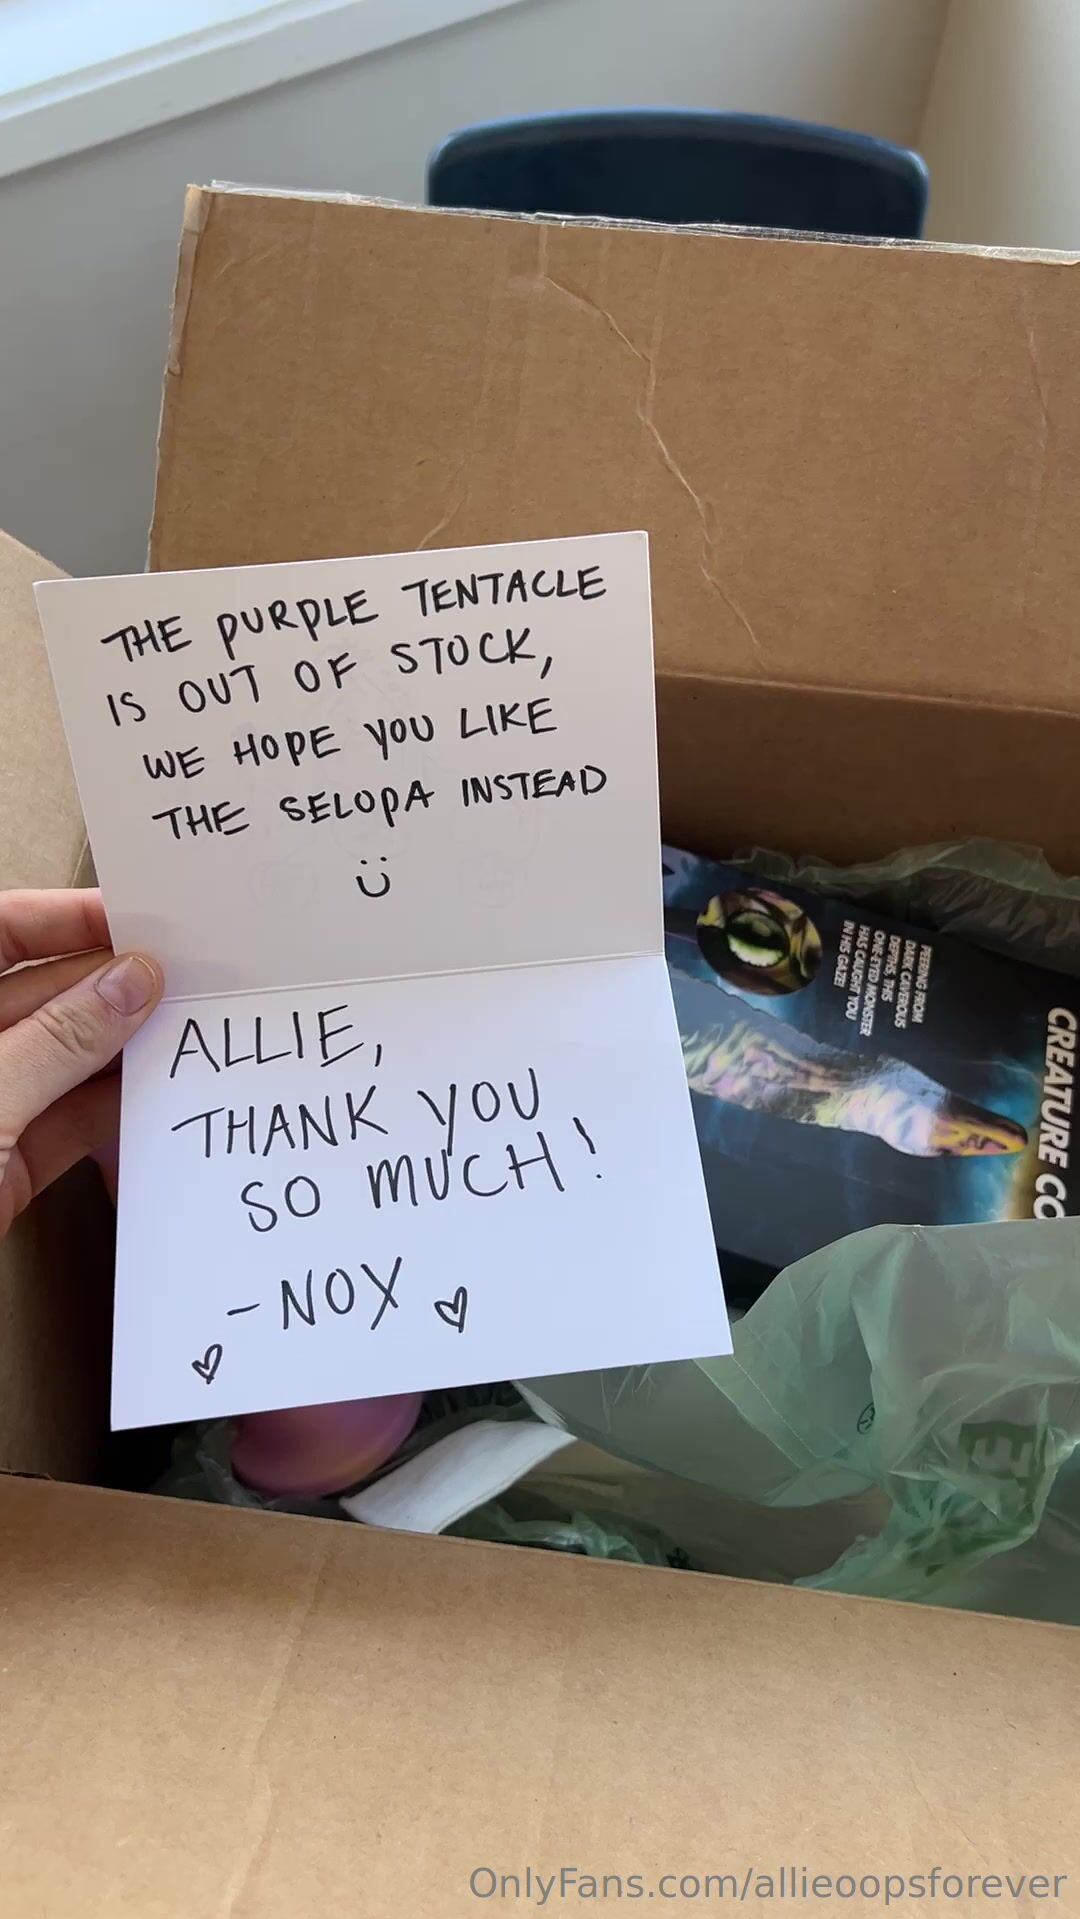 THE PURPLE TENTACLE
IS OUT OF STOCK,
WE HOPE YOU LIKE
THE SELOPA INSTEAD
ALLIE,
THANK YOU
SO MUCH!
-NOX
FEEDING FROM
DARK CAVEROUS
DEPTHS, THIS
ONE-EYED MONSTER
HAS CAUGHT YOU
IN HIS GAZE!
CREATURE CO
OnlyFans.com/allieoopsforever